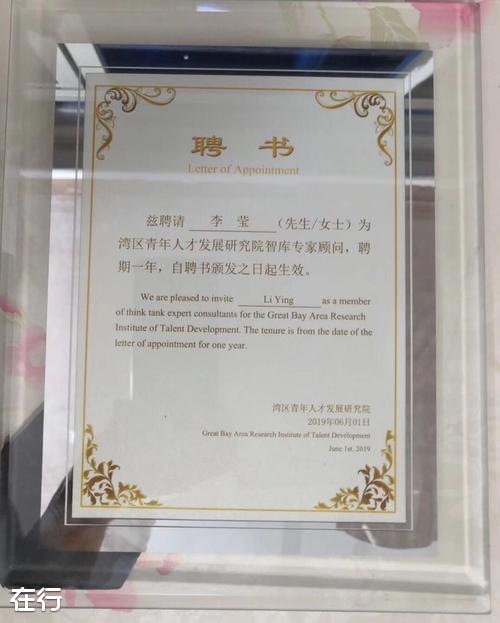 聘书
Letter of Appointment
兹聘请 李 莹 （先生/女士）为
湾区青年人才发展研究院智库专家顾问，聘
期一年，自聘书颁发之日起生效。
We are pleased to invite Li Ying as a member
of think tank expert consultants for the Great Bay Area Research
Institute of Talent Development. The tenure is from the date of the
letter of appointment for one year.
湾区青年人才发展研究院
2019年06月01日
Great Bay Area Research Institute of Talent Development
June 1st, 2019
在行